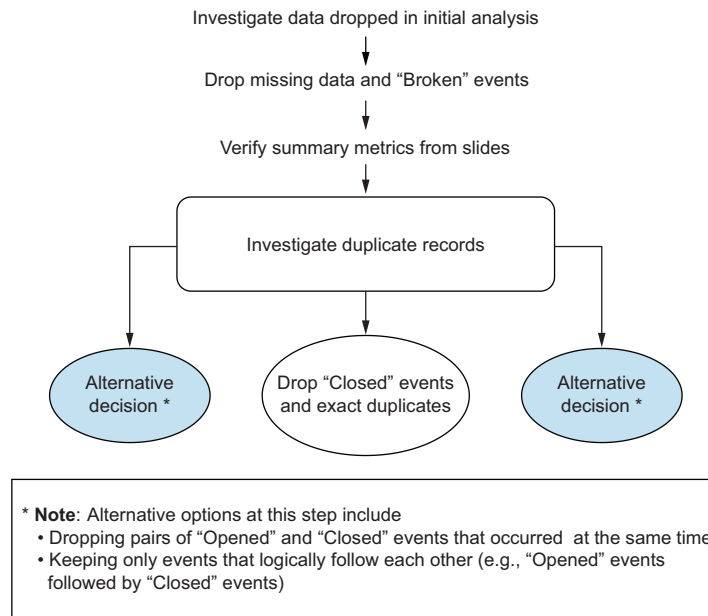 Investigate data dropped in initial analysis
Drop missing data and “Broken” events
Verify summary metrics from slides
Investigate duplicate records
Alternative
decision *
Drop “Closed” events
and exact duplicates
Alternative
decision *
* Note: Alternative options at this step include
• Dropping pairs of “Opened” and “Closed” events that occurred at the same time
• Keeping only events that logically follow each other (e.g., “Opened” events
followed by “Closed” events)